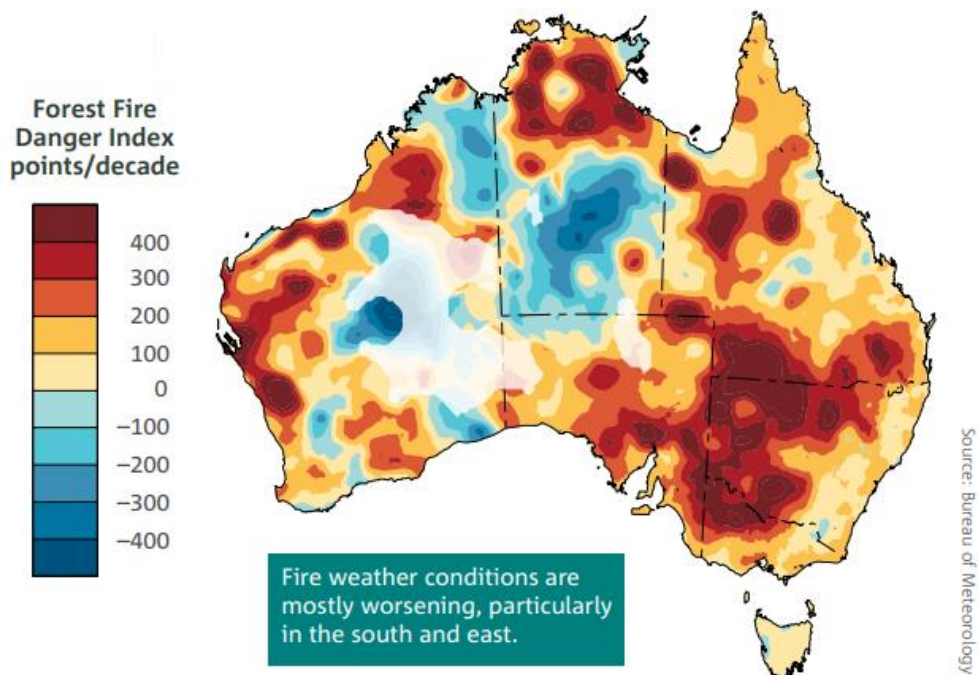 Forest Fire
Danger Index
points/decade
400
300
200
100
0
−100
−200
−300
−400
Fire weather conditions are
mostly worsening, particularly
in the south and east.
Source: Bureau of Meteorology